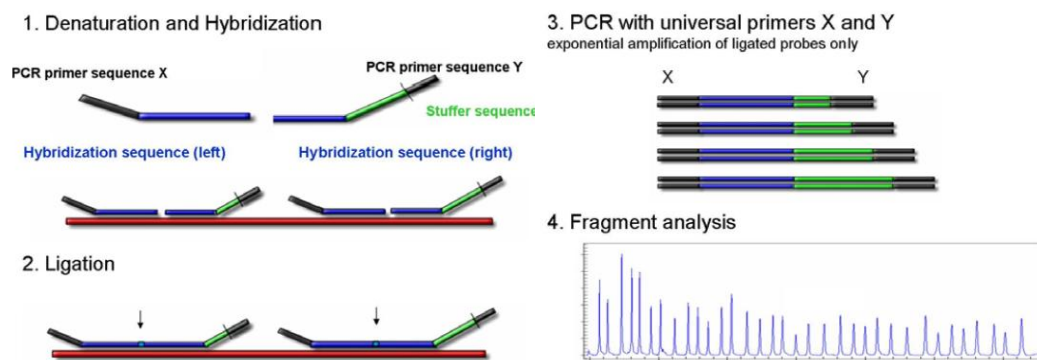 1. Denaturation and Hybridization
PCR primer sequence X
PCR primer sequence Y
Stuffer sequence
Hybridization sequence (left)
Hybridization sequence (right)
2. Ligation
3. PCR with universal primers X and Y
exponential amplification of ligated probes only
X Y
4. Fragment analysis